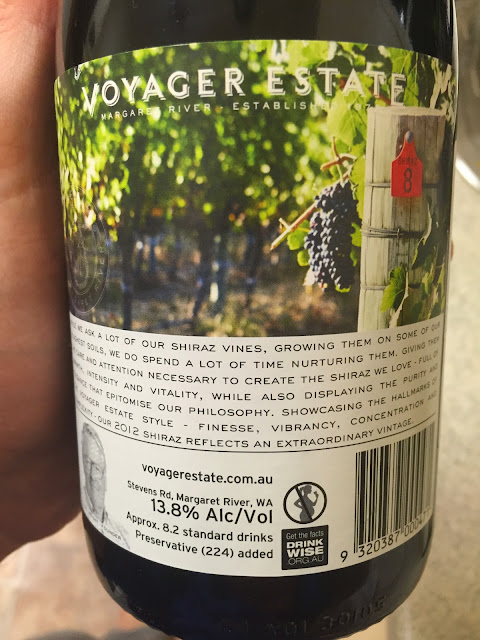 VOYAGER ESTATE
MARGARET RIVER - ESTABLISHED
8
WE ASK A LOT OF OUR SHIRAZ VINES, GROWING THEM ON SOME OF OUR
SOILS, WE DO SPEND A LOT OF TIME NURTURING THEM. GIVING THEM
AND ATTENTION NECESSARY TO CREATE THE SHIRAZ WE LOVE - FULL OF
INTENSITY AND VITALITY, WHILE ALSO DISPLAYING THE PURITY AND
THAT EPITOMISE OUR PHILOSOPHY. SHOWCASING THE HALLMARKS OF
VOYAGER ESTATE STYLE - FINESSE, VIBRANCY, CONCENTRATION AND
- OUR 2012 SHIRAZ REFLECTS AN EXTRAORDINARY VINTAGE.
voyagerestate.com.au
Stevens Rd, Margaret River, WA
13.8% Alc/Vol
Approx. 8.2 standard drinks
Preservative (224) added
Get the facts
DRINK
WISE
ORG.AU
9 320387 0004